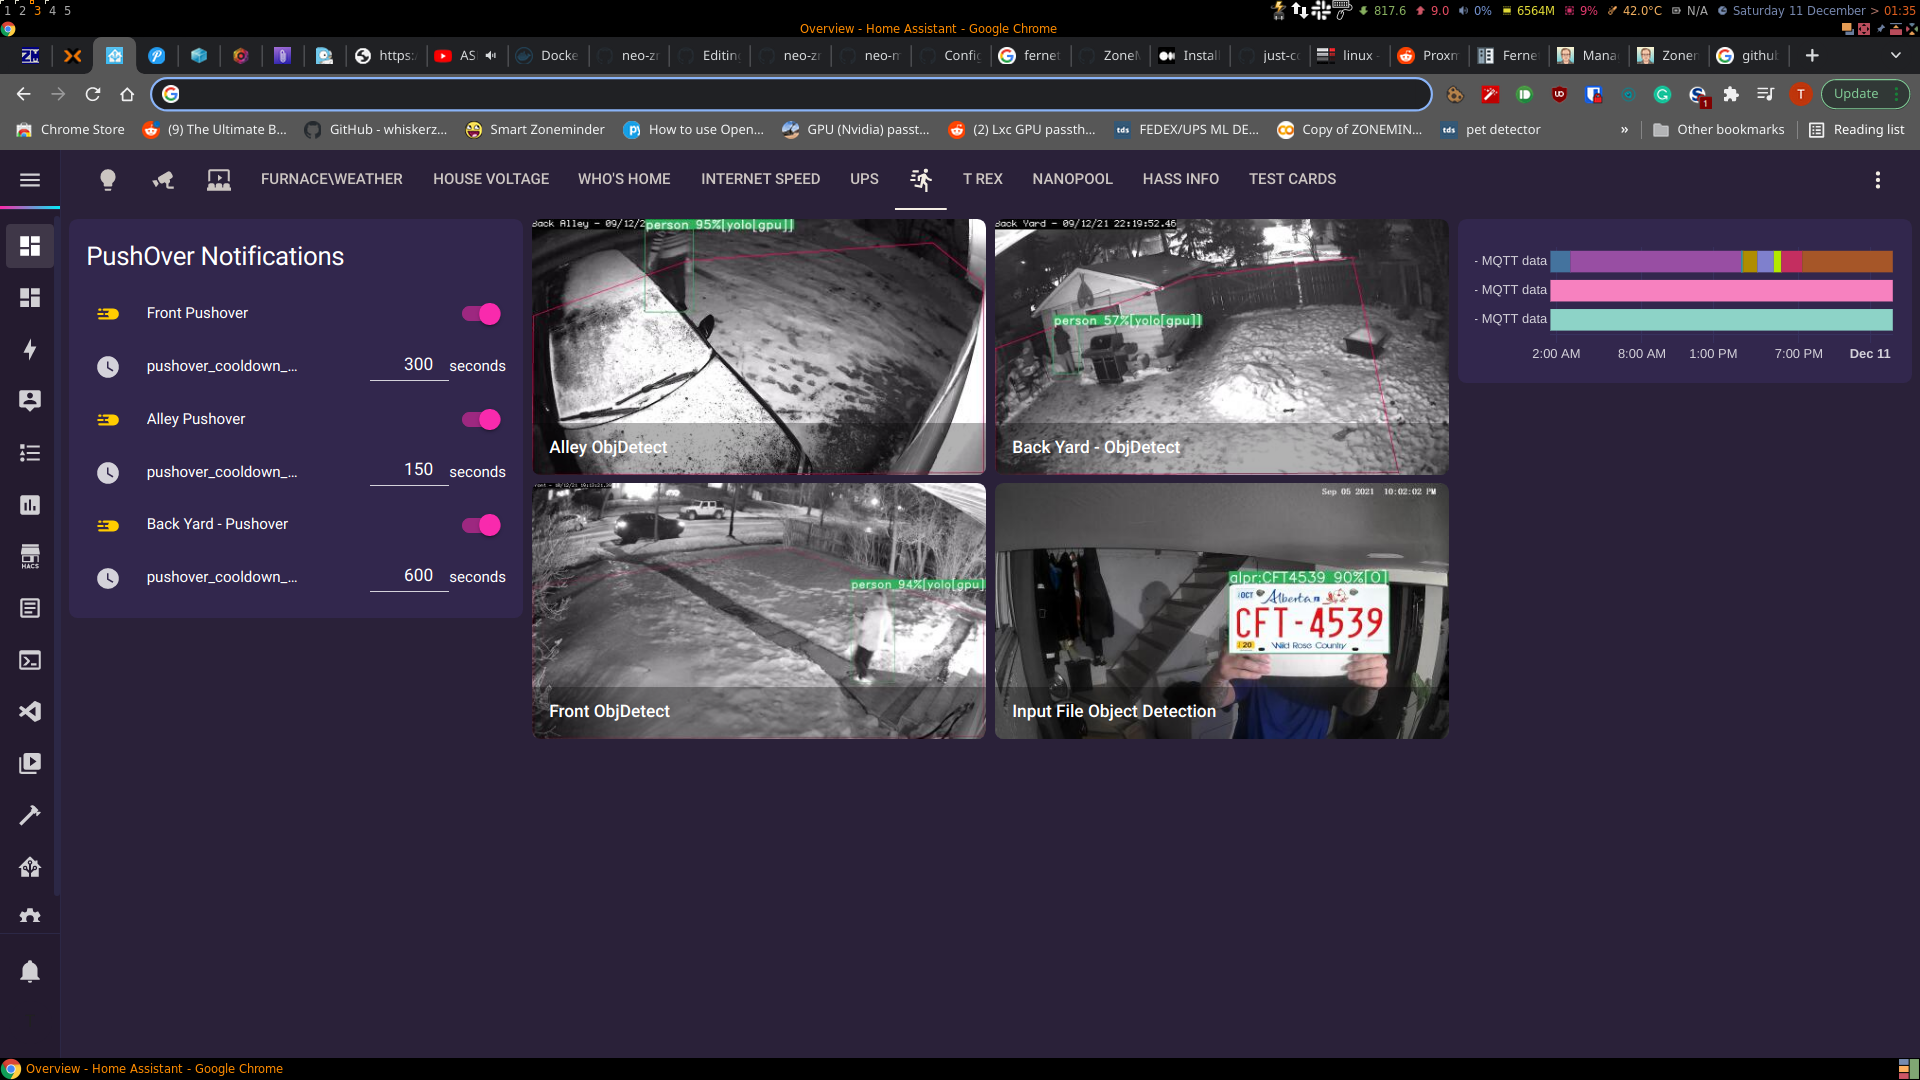 1 2 3 4 5
817.6 9.0 0% 6564M 9% 42.0°C N/A Saturday 11 December > 01:35
Overview - Home Assistant - Google Chrome
https: AS Docke neo-z Editin neo-z neo-m Config fernet Zone Install just-c linux - Prox Ferne Mana Zonen githu
Update
Chrome Store (9) The Ultimate B... GitHub - whiskerz... Smart Zoneminder How to use Open... GPU (Nvidia) passt... (2) Lxc GPU passth... FEDEX/UPS ML DE... Copy of ZONEMIN... pet detector » Other bookmarks Reading list
FURNACE\WEATHER HOUSE VOLTAGE WHO'S HOME INTERNET SPEED UPS T REX NANOPOOL HASS INFO TEST CARDS
PushOver Notifications
Front Pushover
pushover_cooldown_... 300 seconds
Alley Pushover
pushover_cooldown_... 150 seconds
Back Yard - Pushover
pushover_cooldown_... 600 seconds
HACS
Back Alley - 09/12/2
person 95%[yolo[gpu]]
Alley ObjDetect
Back Yard - 09/12/21 22:19:52.46
person 57%[yolo[gpu]]
Back Yard - ObjDetect
person 94%[yolo[gpu]
Front ObjDetect
Sep 05 2021 10:02:02 PM
alpr:CFT4539 90%[0]
OCT Alberta
CFT-4539
20 Wild Rose Country
Input File Object Detection
- MQTT data
- MQTT data
- MQTT data
2:00 AM 8:00 AM 1:00 PM 7:00 PM Dec 11
Overview - Home Assistant - Google Chrome